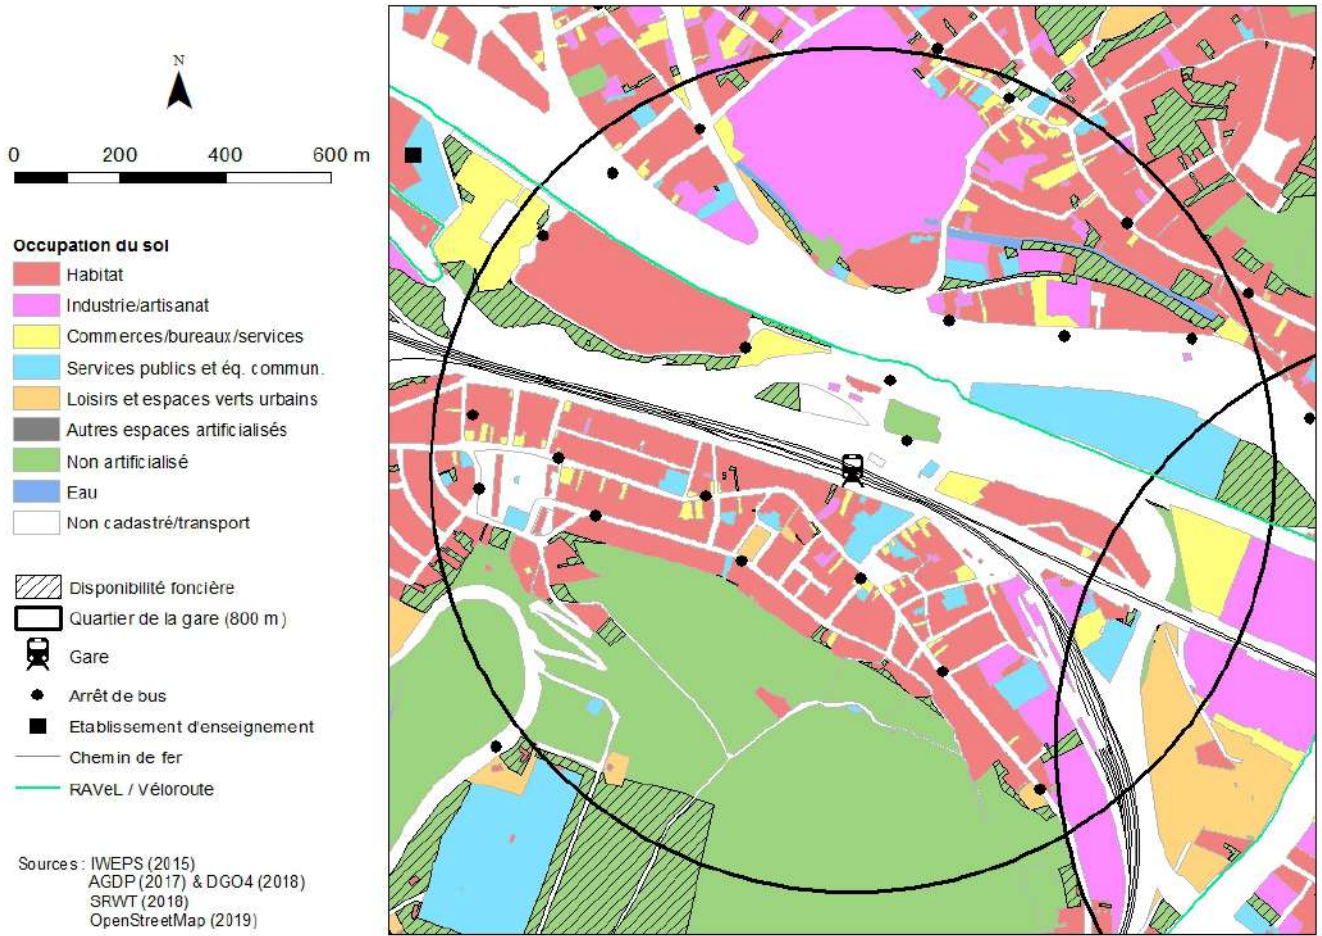 N
0 200 400 600 m
Occupation du sol
Habitat
Industrie/artisanat
Commerces/bureaux/services
Services publics et éq. commun.
Loisirs et espaces verts urbains
Autres espaces artificialisés
Non artificialisé
Eau
Non cadastré/transport
Disponibilité foncière
Quartier de la gare (800 m)
Gare
Arrêt de bus
Etablissement d'enseignement
Chemin de fer
RAVeL / Véloroute
Sources : IWEPS (2015)
AGDP (2017) & DGO4 (2018)
SRWT (2018)
OpenStreetMap (2019)